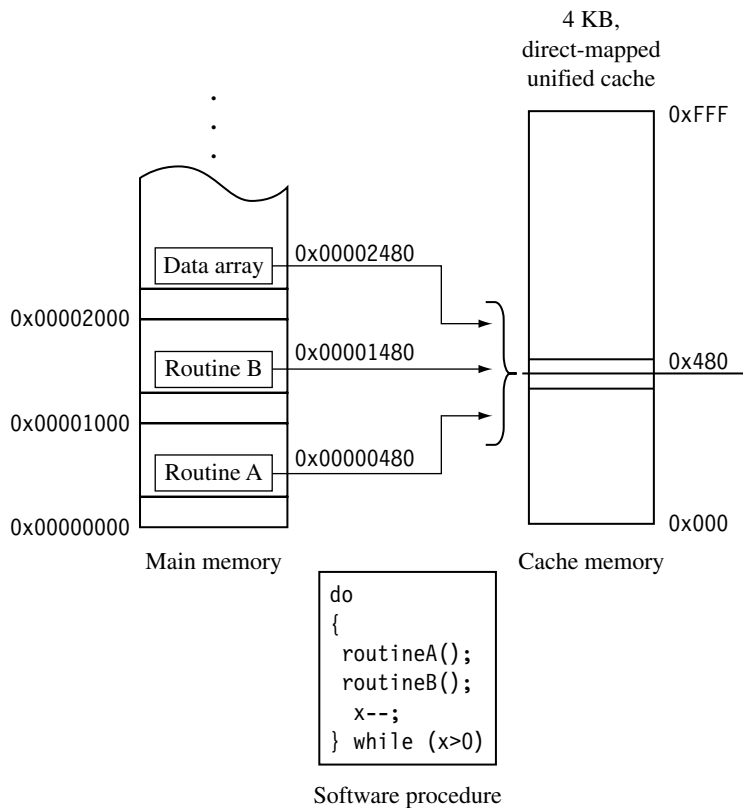 4 KB,
direct-mapped
unified cache
0xFFF
.
.
.
Data array
0x00002480
0x00002000
Routine B
0x00001480
0x480
0x00001000
Routine A
0x00000480
0x00000000
0x000
Main memory
Cache memory
do
{
routineA();
routineB();
x--;
} while (x>0)
Software procedure